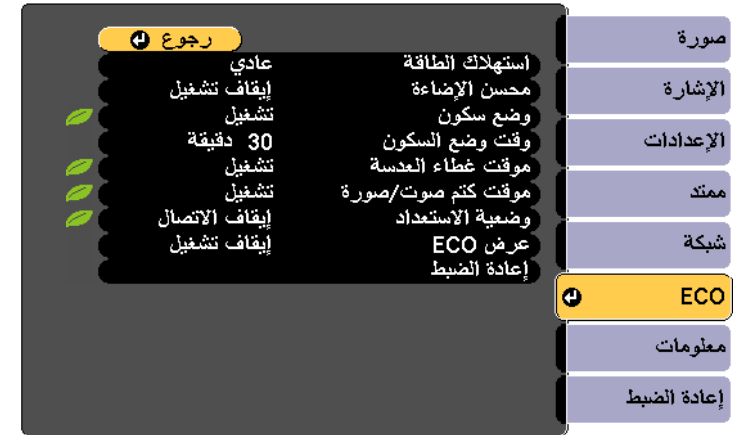 صورة
الإشارة
الإعدادات
ممتد
شبكة
ECO
معلومات
إعادة الضبط
رجوع
استهلاك الطاقة عادي
محسن الإضاءة إيقاف تشغيل
وضع سكون تشغيل
وقت وضع السكون 30 دقيقة
موقت غطاء العدسة تشغيل
موقت كتم صوت/صورة تشغيل
وضعية الاستعداد إيقاف الاتصال
عرض ECO إيقاف تشغيل
إعادة الضبط